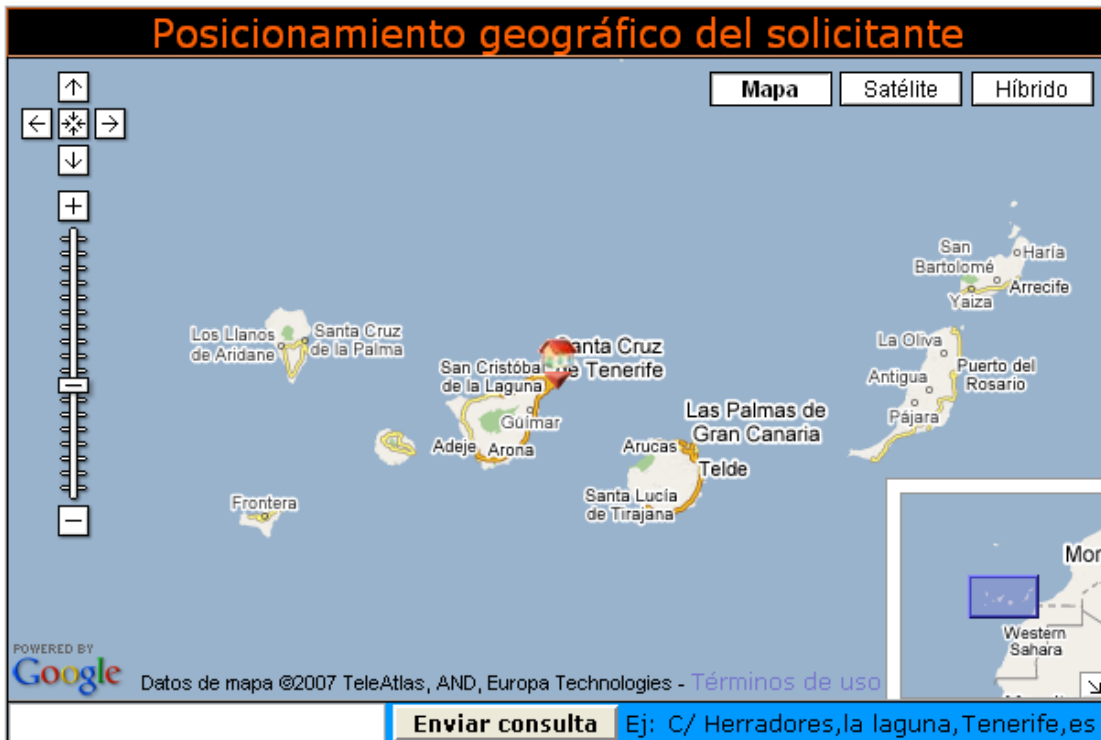 Posicionamiento geográfico del solicitante
Mapa
Satélite
Híbrido
San
Bartolomé
Haría
Arrecife
Yaiza
Los Llanos
de Aridane
Santa Cruz
de la Palma
Santa Cruz
de Tenerife
San Cristóbal
de la Laguna
Güímar
Adeje
Arona
La Oliva
Puerto del
Rosario
Antigua
Pájara
Las Palmas de
Gran Canaria
Arucas
Telde
Santa Lucía
de Tirajana
Frontera
Western
Sahara
POWERED BY
Google
Datos de mapa ©2007 TeleAtlas, AND, Europa Technologies - Términos de uso
Enviar consulta
Ej: C/ Herradores,la laguna,Tenerife,es